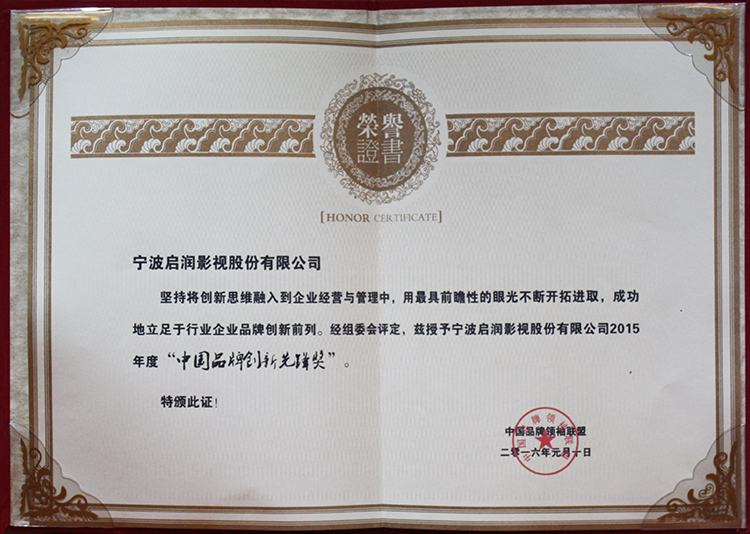 榮譽
證書
[HONOR CERTIFICATE]
宁波启润影视股份有限公司
坚持将创新思维融入到企业经营与管理中，用最具前瞻性的眼光不断开拓进取，成功
地立足于行业企业品牌创新前列。经组委会评定，兹授予宁波启润影视股份有限公司2015
年度“中国品牌创新先锋奖”。
特颁此证！
中国品牌领袖联盟
二零一六年元月十日